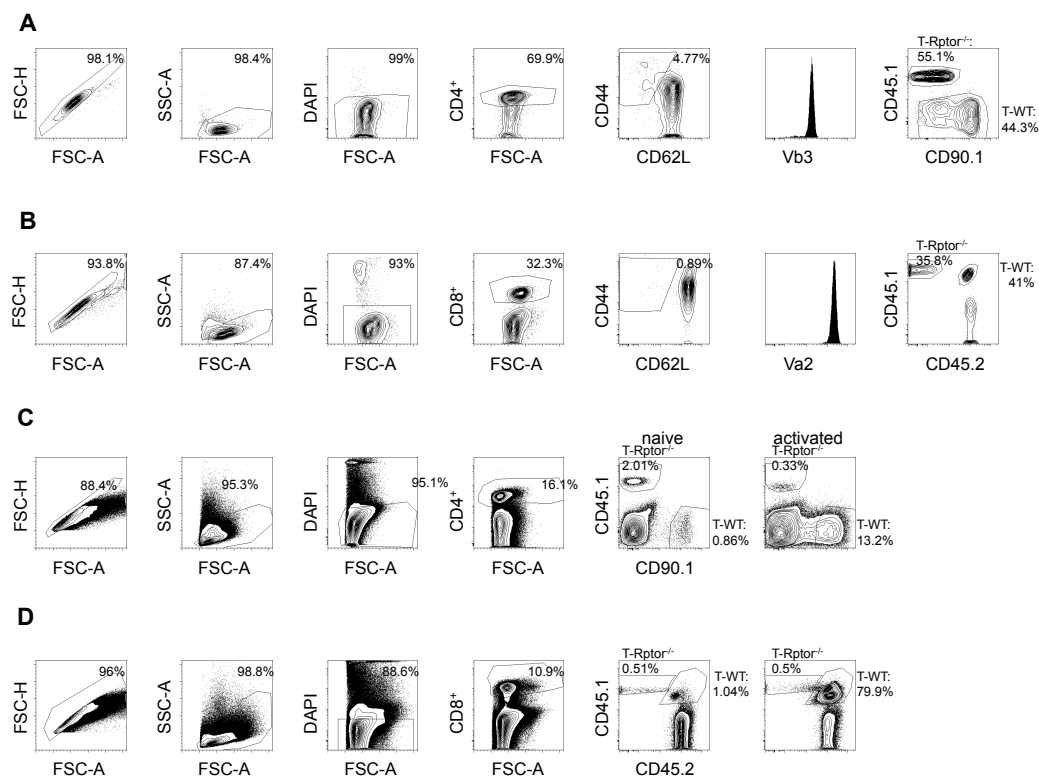 A
T-Rptor-/-:
98.1%
98.4%
99%
69.9%
4.77%
55.1%
FSC-H
SSC-A
DAPI
CD4+
CD44
CD45.1
T-WT:
44.3%
FSC-A
FSC-A
FSC-A
FSC-A
CD62L
Vb3
CD90.1
B
T-Rptor-/-
93.8%
87.4%
93%
32.3%
0.89%
35.8%
T-WT:
41%
FSC-H
SSC-A
DAPI
CD8+
CD44
CD45.1
FSC-A
FSC-A
FSC-A
FSC-A
CD62L
Va2
CD45.2
C
naive
activated
T-Rptor-/-
T-Rptor-/-
88.4%
95.3%
95.1%
16.1%
2.01%
0.33%
FSC-H
SSC-A
DAPI
CD4+
CD45.1
T-WT:
0.86%
T-WT:
13.2%
FSC-A
FSC-A
FSC-A
FSC-A
CD90.1
D
T-Rptor-/-
T-Rptor-/-
96%
98.8%
88.6%
10.9%
0.51%
0.5%
T-WT:
1.04%
T-WT:
79.9%
FSC-H
SSC-A
DAPI
CD8+
CD45.1
FSC-A
FSC-A
FSC-A
FSC-A
CD45.2